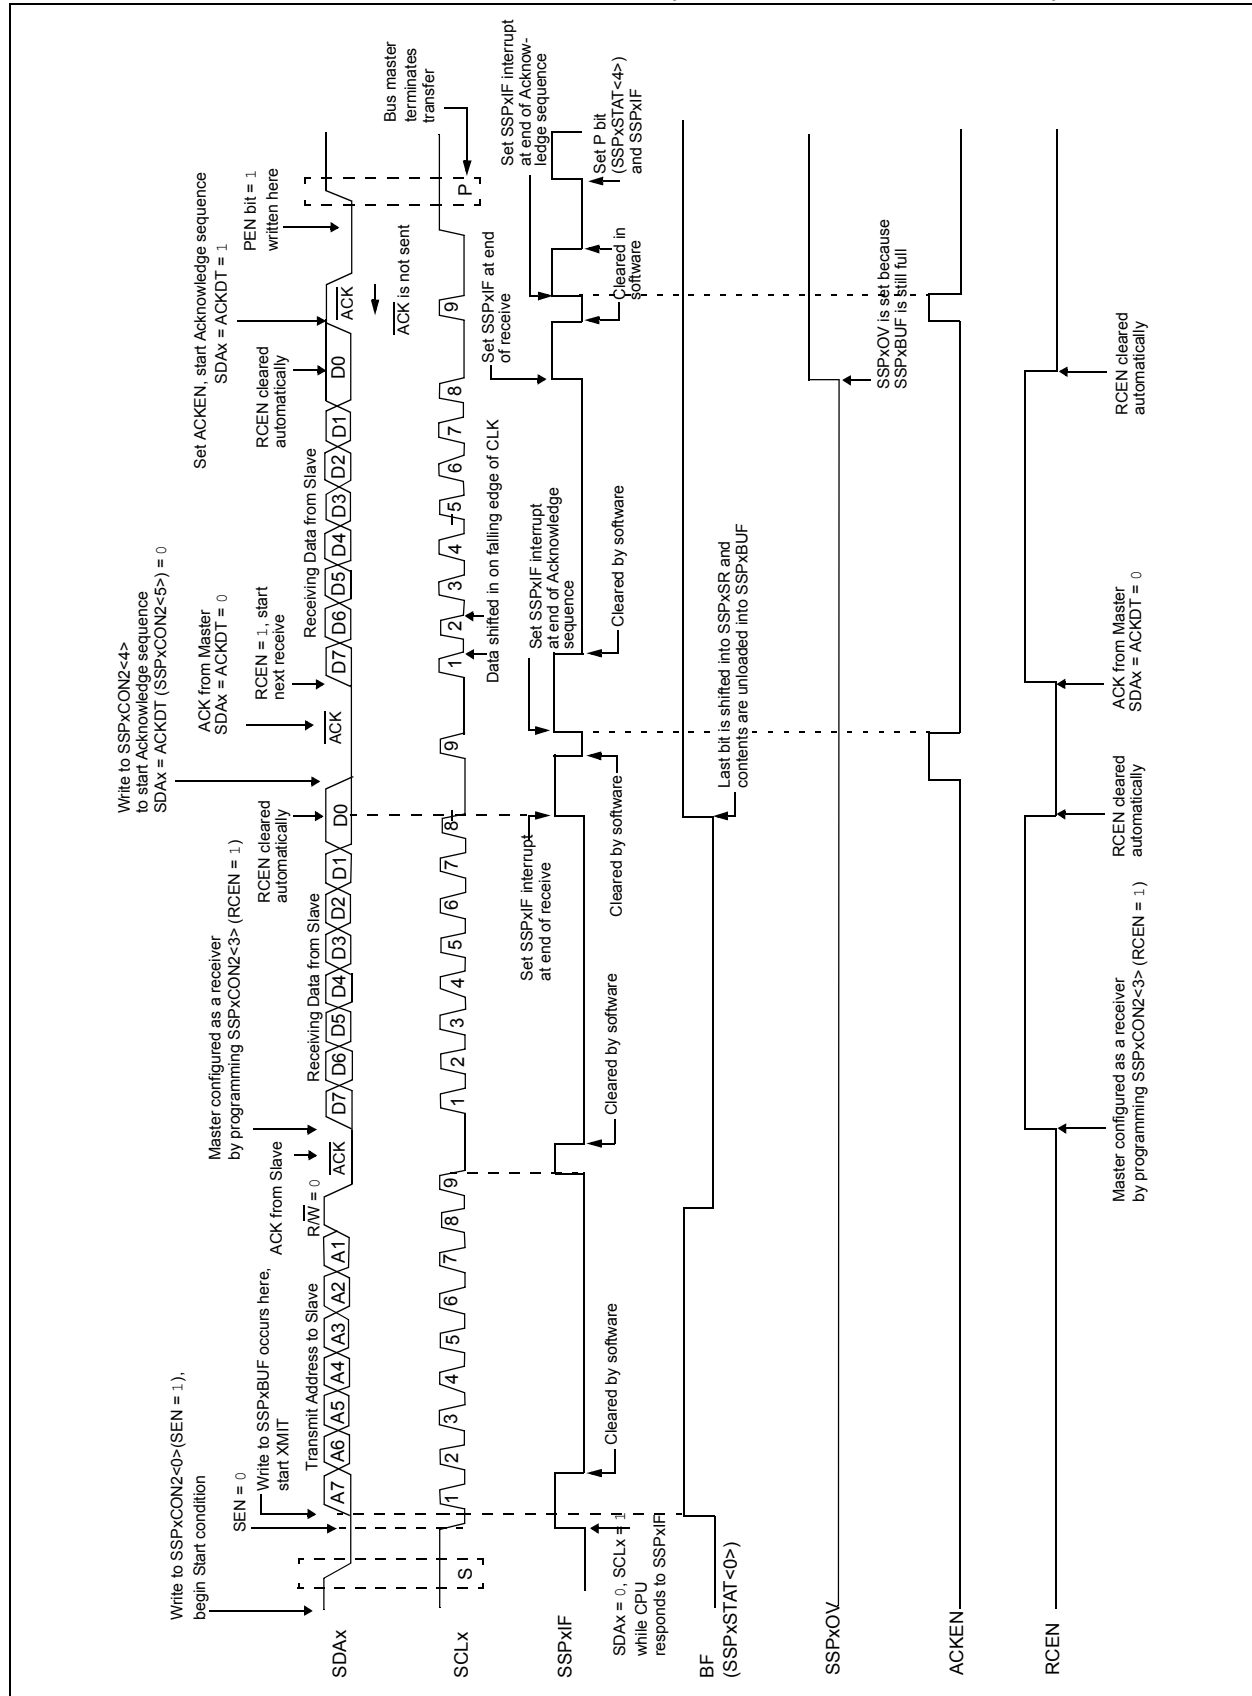 Write to SSPxCON2<0>(SEN = 1),
begin Start condition
SEN = 0
Write to SSPxBUF occurs here,
start XMIT
ACK from Slave
Master configured as a receiver
by programming SSPxCON2<3> (RCEN = 1)
RCEN cleared
automatically
Write to SSPxCON2<4>
to start Acknowledge sequence
SDAx = ACKDT (SSPxCON2<5>) = 0
ACK from Master
SDAx = ACKDT = 0
RCEN = 1, start
next receive
RCEN cleared
automatically
Set ACKEN, start Acknowledge sequence
SDAx = ACKDT = 1
PEN bit = 1
written here
Transmit Address to Slave
R/W = 0
Receiving Data from Slave
Receiving Data from Slave
SDAx
A7 A6 A5 A4 A3 A2 A1 ACK D7 D6 D5 D4 D3 D2 D1 D0 ACK D7 D6 D5 D4 D3 D2 D1 D0 ACK
ACK is not sent
Bus master
terminates
transfer
SCLx
S 1 2 3 4 5 6 7 8 9 1 2 3 4 5 6 7 8 9 1 2 3 4 5 6 7 8 9 P
Data shifted in on falling edge of CLK
Set SSPxIF interrupt
at end of receive
Set SSPxIF interrupt
at end of Acknowledge
sequence
Set SSPxIF at end
of receive
Set SSPxIF interrupt
at end of Acknow-
ledge sequence
SSPxIF
SDAx = 0, SCLx = 1
while CPU
responds to SSPxIF
Cleared by software
Cleared by software
Cleared by software
Cleared by software
Cleared in
software
Set P bit
(SSPxSTAT<4>)
and SSPxIF
BF
(SSPxSTAT<0>)
Last bit is shifted into SSPxSR and
contents are unloaded into SSPxBUF
SSPxOV
SSPxOV is set because
SSPxBUF is still full
ACKEN
RCEN
Master configured as a receiver
by programming SSPxCON2<3> (RCEN = 1)
RCEN cleared
automatically
ACK from Master
SDAx = ACKDT = 0
RCEN cleared
automatically